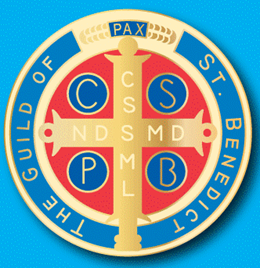 PAX
THE GUILD OF ST. BENEDICT
C S
C
S
S
N D S M D
M
L
P B